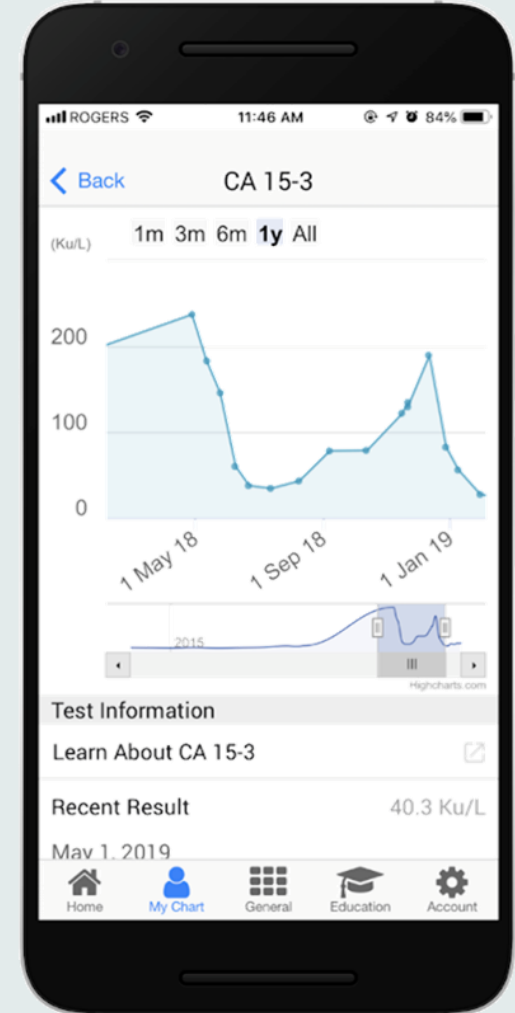 ROGERS 11:46 AM 84%
Back CA 15-3
(Ku/L) 1m 3m 6m 1y All
200
100
0
1 May 18 1 Sep 18 1 Jan 19
2015
Highcharts.com
Test Information
Learn About CA 15-3
Recent Result 40.3 Ku/L
May 1, 2019
Home My Chart General Education Account